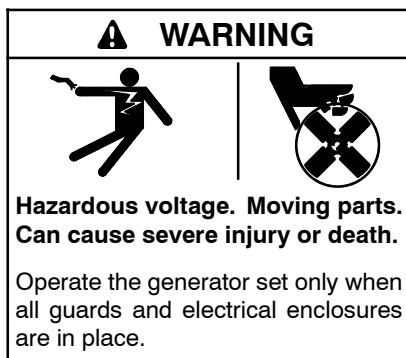 WARNING
Hazardous voltage. Moving parts.
Can cause severe injury or death.
Operate the generator set only when
all guards and electrical enclosures
are in place.